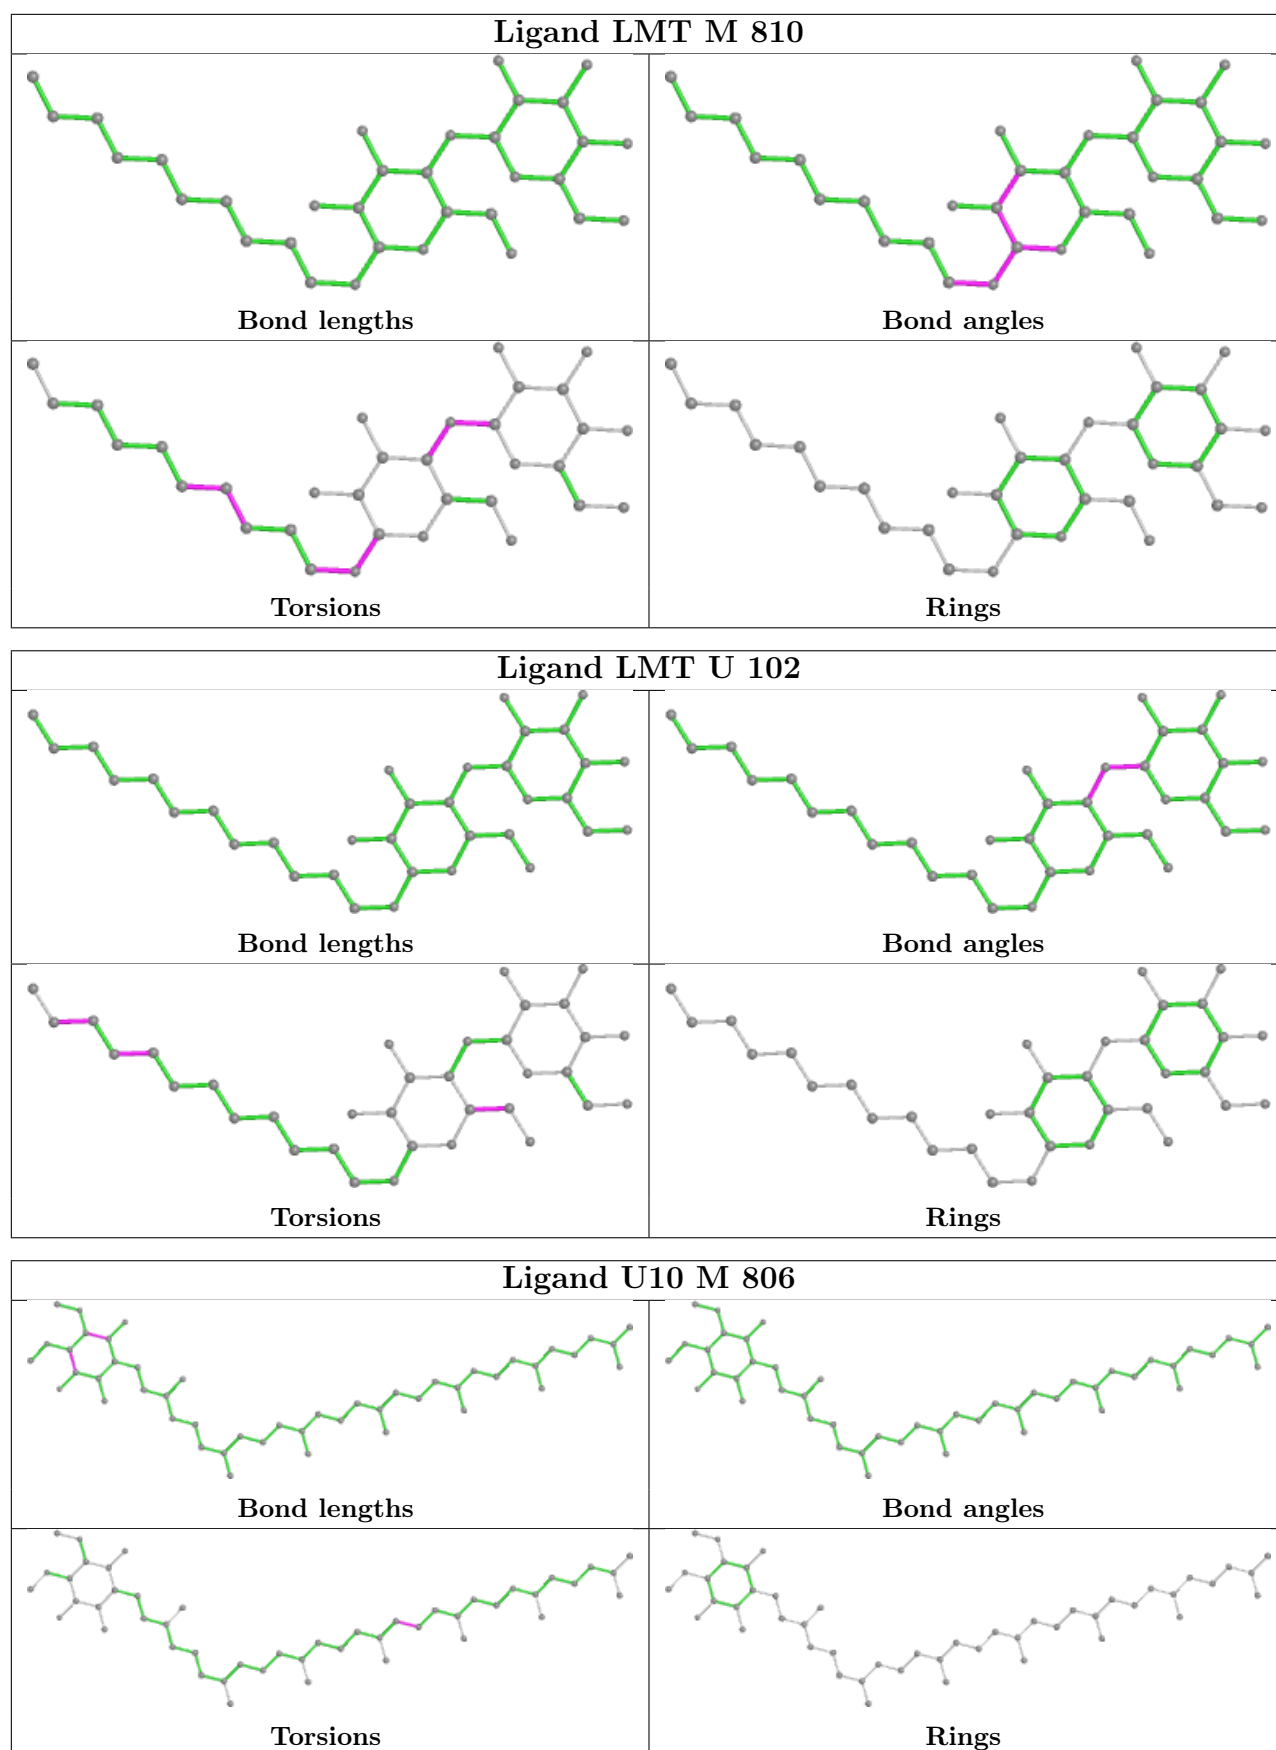 Ligand LMT M 810
Bond lengths
Bond angles
Torsions
Rings
Ligand LMT U 102
Bond lengths
Bond angles
Torsions
Rings
Ligand U10 M 806
Bond lengths
Bond angles
Torsions
Rings